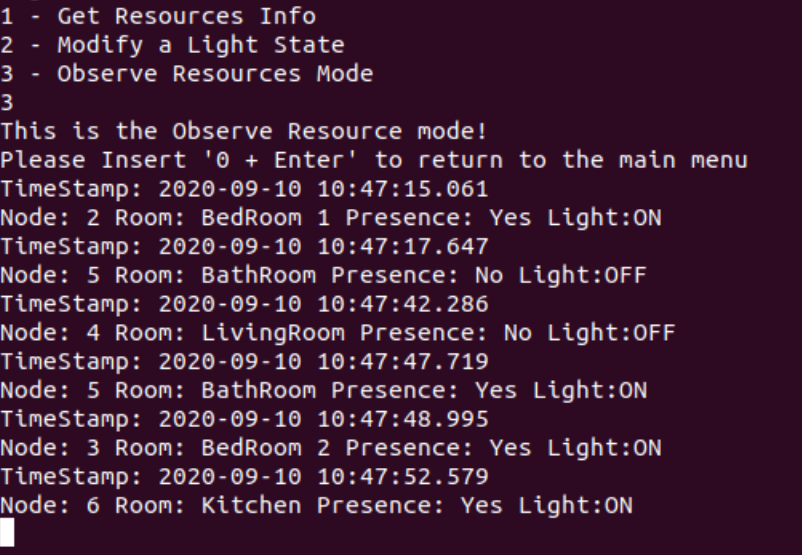 1 - Get Resources Info
2 - Modify a Light State
3 - Observe Resources Mode
3
This is the Observe Resource mode!
Please Insert '0 + Enter' to return to the main menu
TimeStamp: 2020-09-10 10:47:15.061
Node: 2 Room: BedRoom 1 Presence: Yes Light:ON
TimeStamp: 2020-09-10 10:47:17.647
Node: 5 Room: BathRoom Presence: No Light:OFF
TimeStamp: 2020-09-10 10:47:42.286
Node: 4 Room: LivingRoom Presence: No Light:OFF
TimeStamp: 2020-09-10 10:47:47.719
Node: 5 Room: BathRoom Presence: Yes Light:ON
TimeStamp: 2020-09-10 10:47:48.995
Node: 3 Room: BedRoom 2 Presence: Yes Light:ON
TimeStamp: 2020-09-10 10:47:52.579
Node: 6 Room: Kitchen Presence: Yes Light:ON